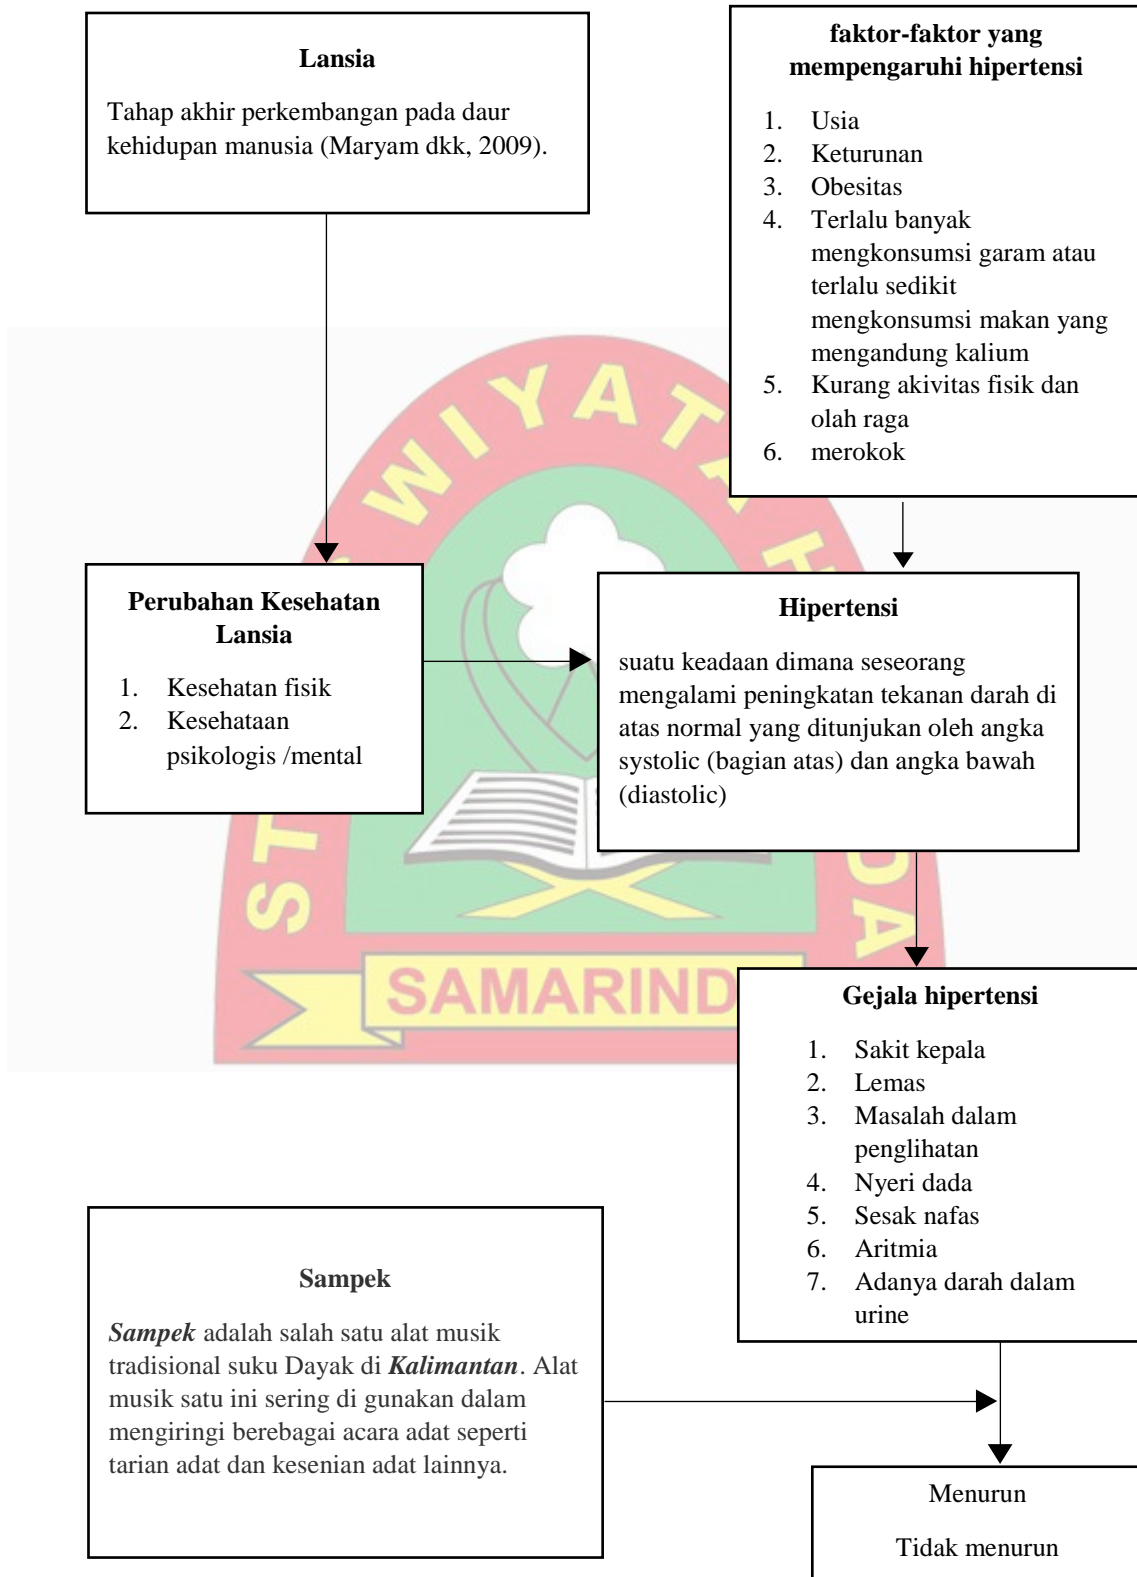 Lansia
Tahap akhir perkembangan pada daur
kehidupan manusia (Maryam dkk, 2009).
faktor-faktor yang
mempengaruhi hipertensi
1. Usia
2. Keturunan
3. Obesitas
4. Terlalu banyak
mengkonsumsi garam atau
terlalu sedikit
mengkonsumsi makan yang
mengandung kalium
5. Kurang akivitas fisik dan
olah raga
6. merokok
Perubahan Kesehatan
Lansia
1. Kesehatan fisik
2. Kesehataan
psikologis /mental
Hipertensi
suatu keadaan dimana seseorang
mengalami peningkatan tekanan darah di
atas normal yang ditunjukan oleh angka
systolic (bagian atas) dan angka bawah
(diastolic)
Gejala hipertensi
1. Sakit kepala
2. Lemas
3. Masalah dalam
penglihatan
4. Nyeri dada
5. Sesak nafas
6. Aritmia
7. Adanya darah dalam
urine
Sampek
Sampek adalah salah satu alat musik
tradisional suku Dayak di Kalimantan. Alat
musik satu ini sering di gunakan dalam
mengiringi berebagai acara adat seperti
tarian adat dan kesenian adat lainnya.
Menurun
Tidak menurun
ST WIYATA H DA
SAMARIND